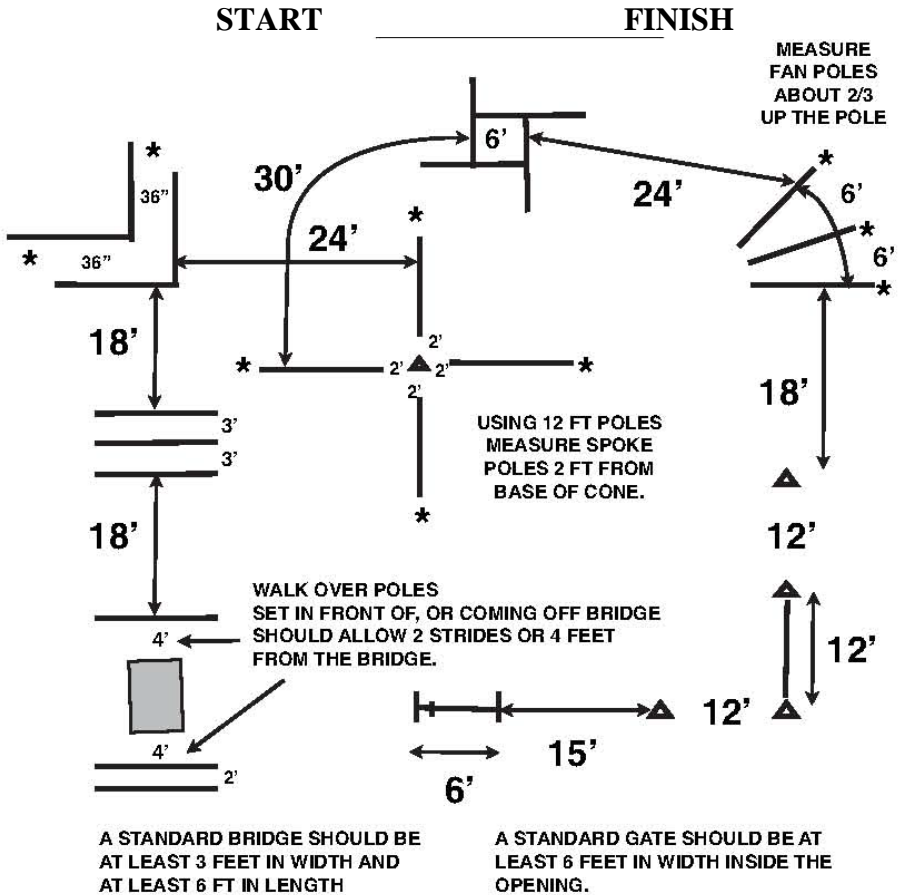 START FINISH
MEASURE
FAN POLES
ABOUT 2/3
UP THE POLE
6’
30’
24’
*
6’
*
36”
*
24’
*
6’
*
36”
*
18’
2’
*
2’
2’
*
2’
18’
3’
3’
USING 12 FT POLES
MEASURE SPOKE
POLES 2 FT FROM
BASE OF CONE.
*
18’
12’
WALK OVER POLES
SET IN FRONT OF, OR COMING OFF BRIDGE
SHOULD ALLOW 2 STRIDES OR 4 FEET
FROM THE BRIDGE.
4’
12’
4’
2’
12’
15’
6’
A STANDARD BRIDGE SHOULD BE
AT LEAST 3 FEET IN WIDTH AND
AT LEAST 6 FT IN LENGTH
A STANDARD GATE SHOULD BE AT
LEAST 6 FEET IN WIDTH INSIDE THE
OPENING.